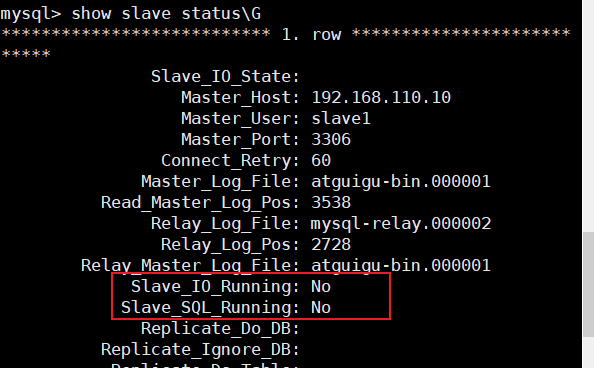 mysql> show slave status\G
*************************** 1. row **********************
*****
Slave_IO_State:
Master_Host: 192.168.110.10
Master_User: slave1
Master_Port: 3306
Connect_Retry: 60
Master_Log_File: atguigu-bin.000001
Read_Master_Log_Pos: 3538
Relay_Log_File: mysql-relay.000002
Relay_Log_Pos: 2728
Relay_Master_Log_File: atguigu-bin.000001
Slave_IO_Running: No
Slave_SQL_Running: No
Replicate_Do_DB:
Replicate_Ignore_DB: